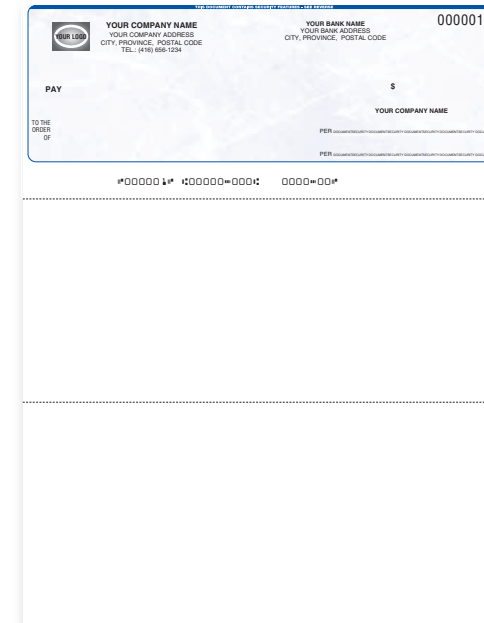 THIS DOCUMENT CONTAINS SECURITY FEATURES - SEE REVERSE
YOUR LOGO
YOUR COMPANY NAME
YOUR COMPANY ADDRESS
CITY, PROVINCE, POSTAL CODE
TEL.: (416) 656-1234
YOUR BANK NAME
YOUR BANK ADDRESS
CITY, PROVINCE, POSTAL CODE
000001
PAY
$
YOUR COMPANY NAME
TO THE
ORDER
OF
PER
PER
⑈000001⑈ ⑆00000⑉000⑆ 0000⑉00⑈